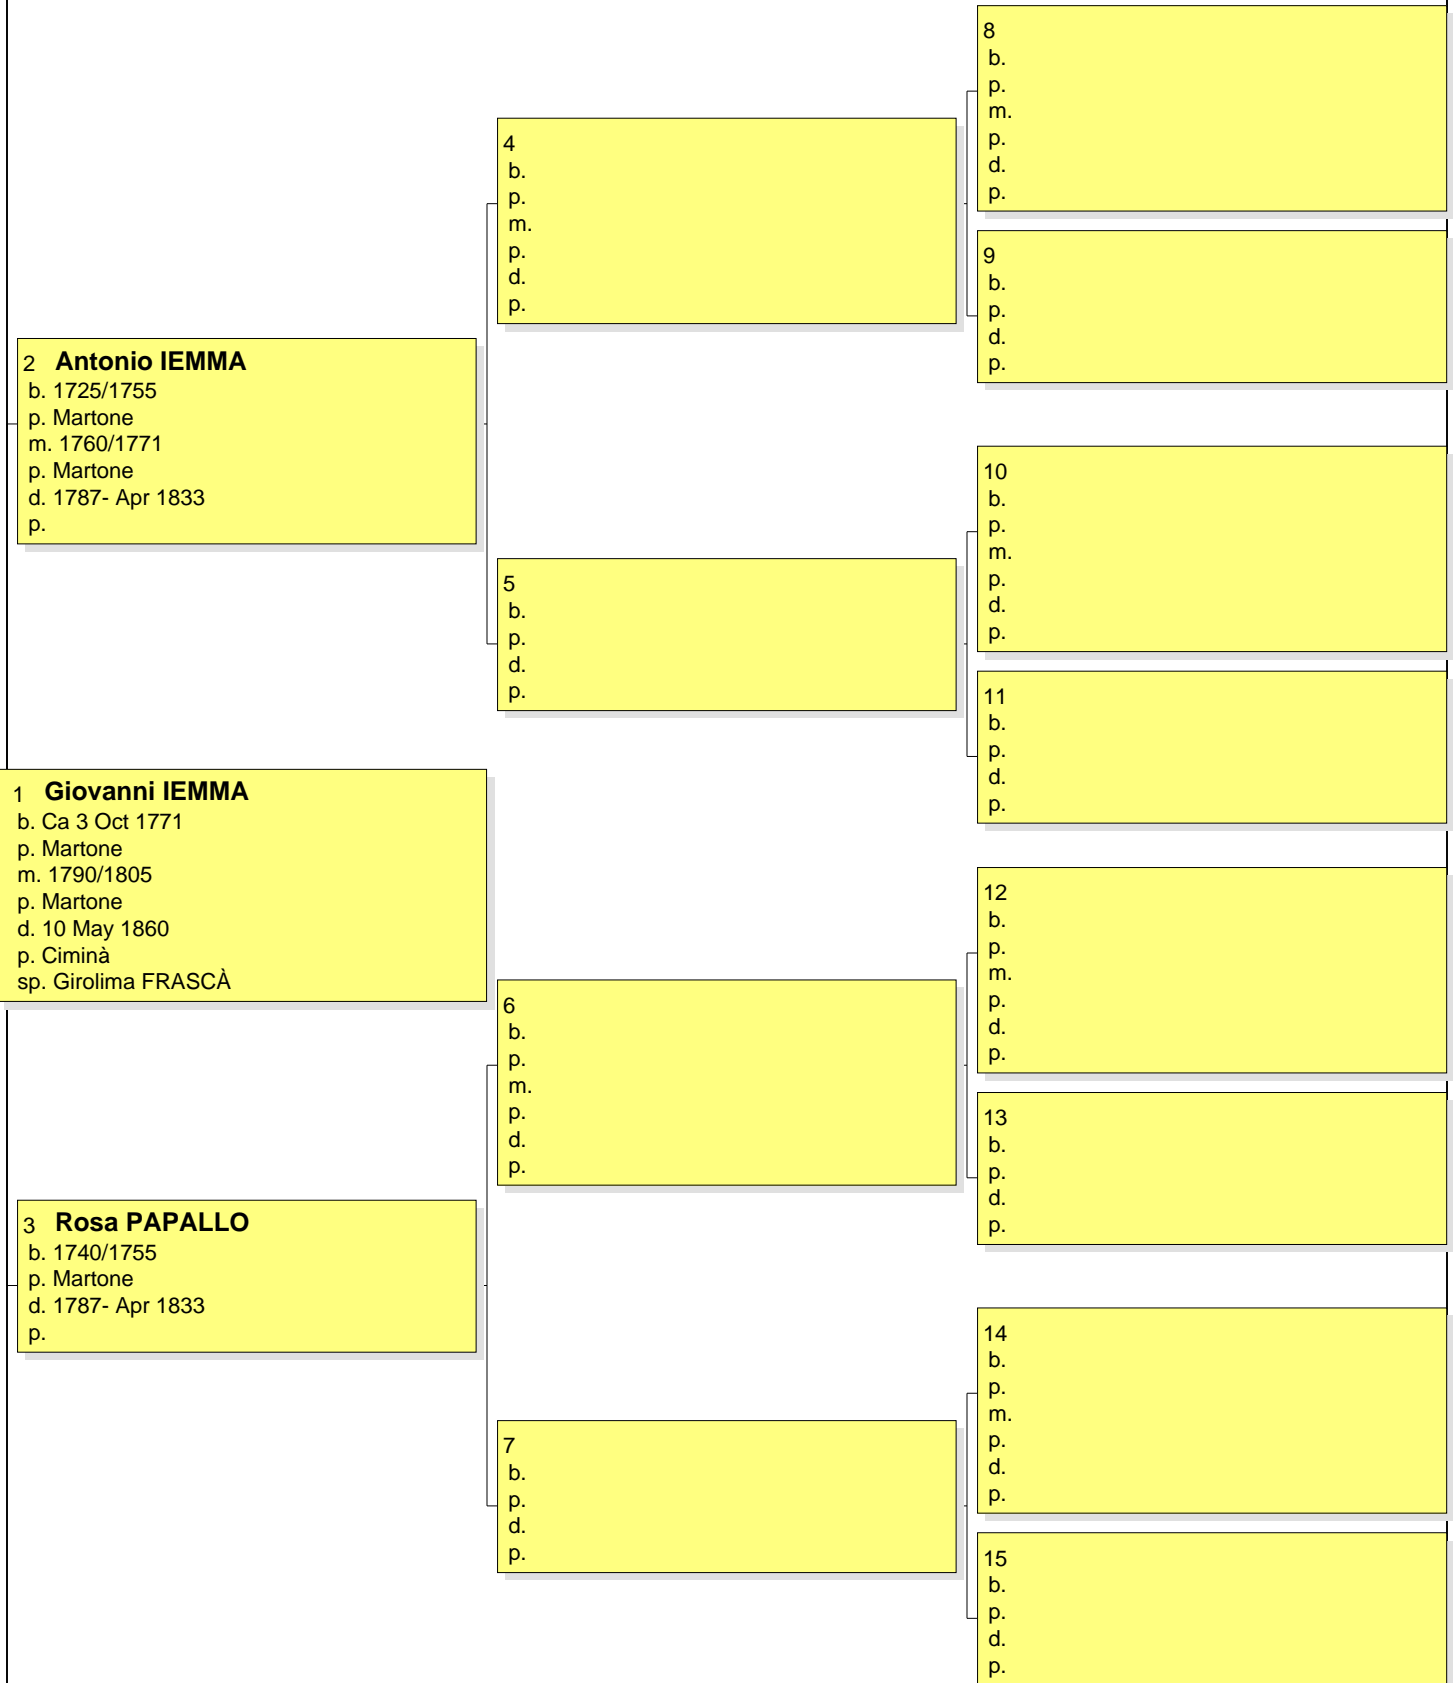 8
b.
p.
m.
p.
d.
p.
4
b.
p.
m.
p.
d.
p.
9
b.
p.
d.
p.
2 Antonio IEMMA
b. 1725/1755
p. Martone
m. 1760/1771
p. Martone
d. 1787- Apr 1833
p.
10
b.
p.
m.
p.
d.
p.
5
b.
p.
d.
p.
11
b.
p.
d.
p.
1 Giovanni IEMMA
b. Ca 3 Oct 1771
p. Martone
m. 1790/1805
p. Martone
d. 10 May 1860
p. Ciminà
sp. Girolima FRASCÀ
12
b.
p.
m.
p.
d.
p.
6
b.
p.
m.
p.
d.
p.
13
b.
p.
d.
p.
3 Rosa PAPALLO
b. 1740/1755
p. Martone
d. 1787- Apr 1833
p.
14
b.
p.
m.
p.
d.
p.
7
b.
p.
d.
p.
15
b.
p.
d.
p.